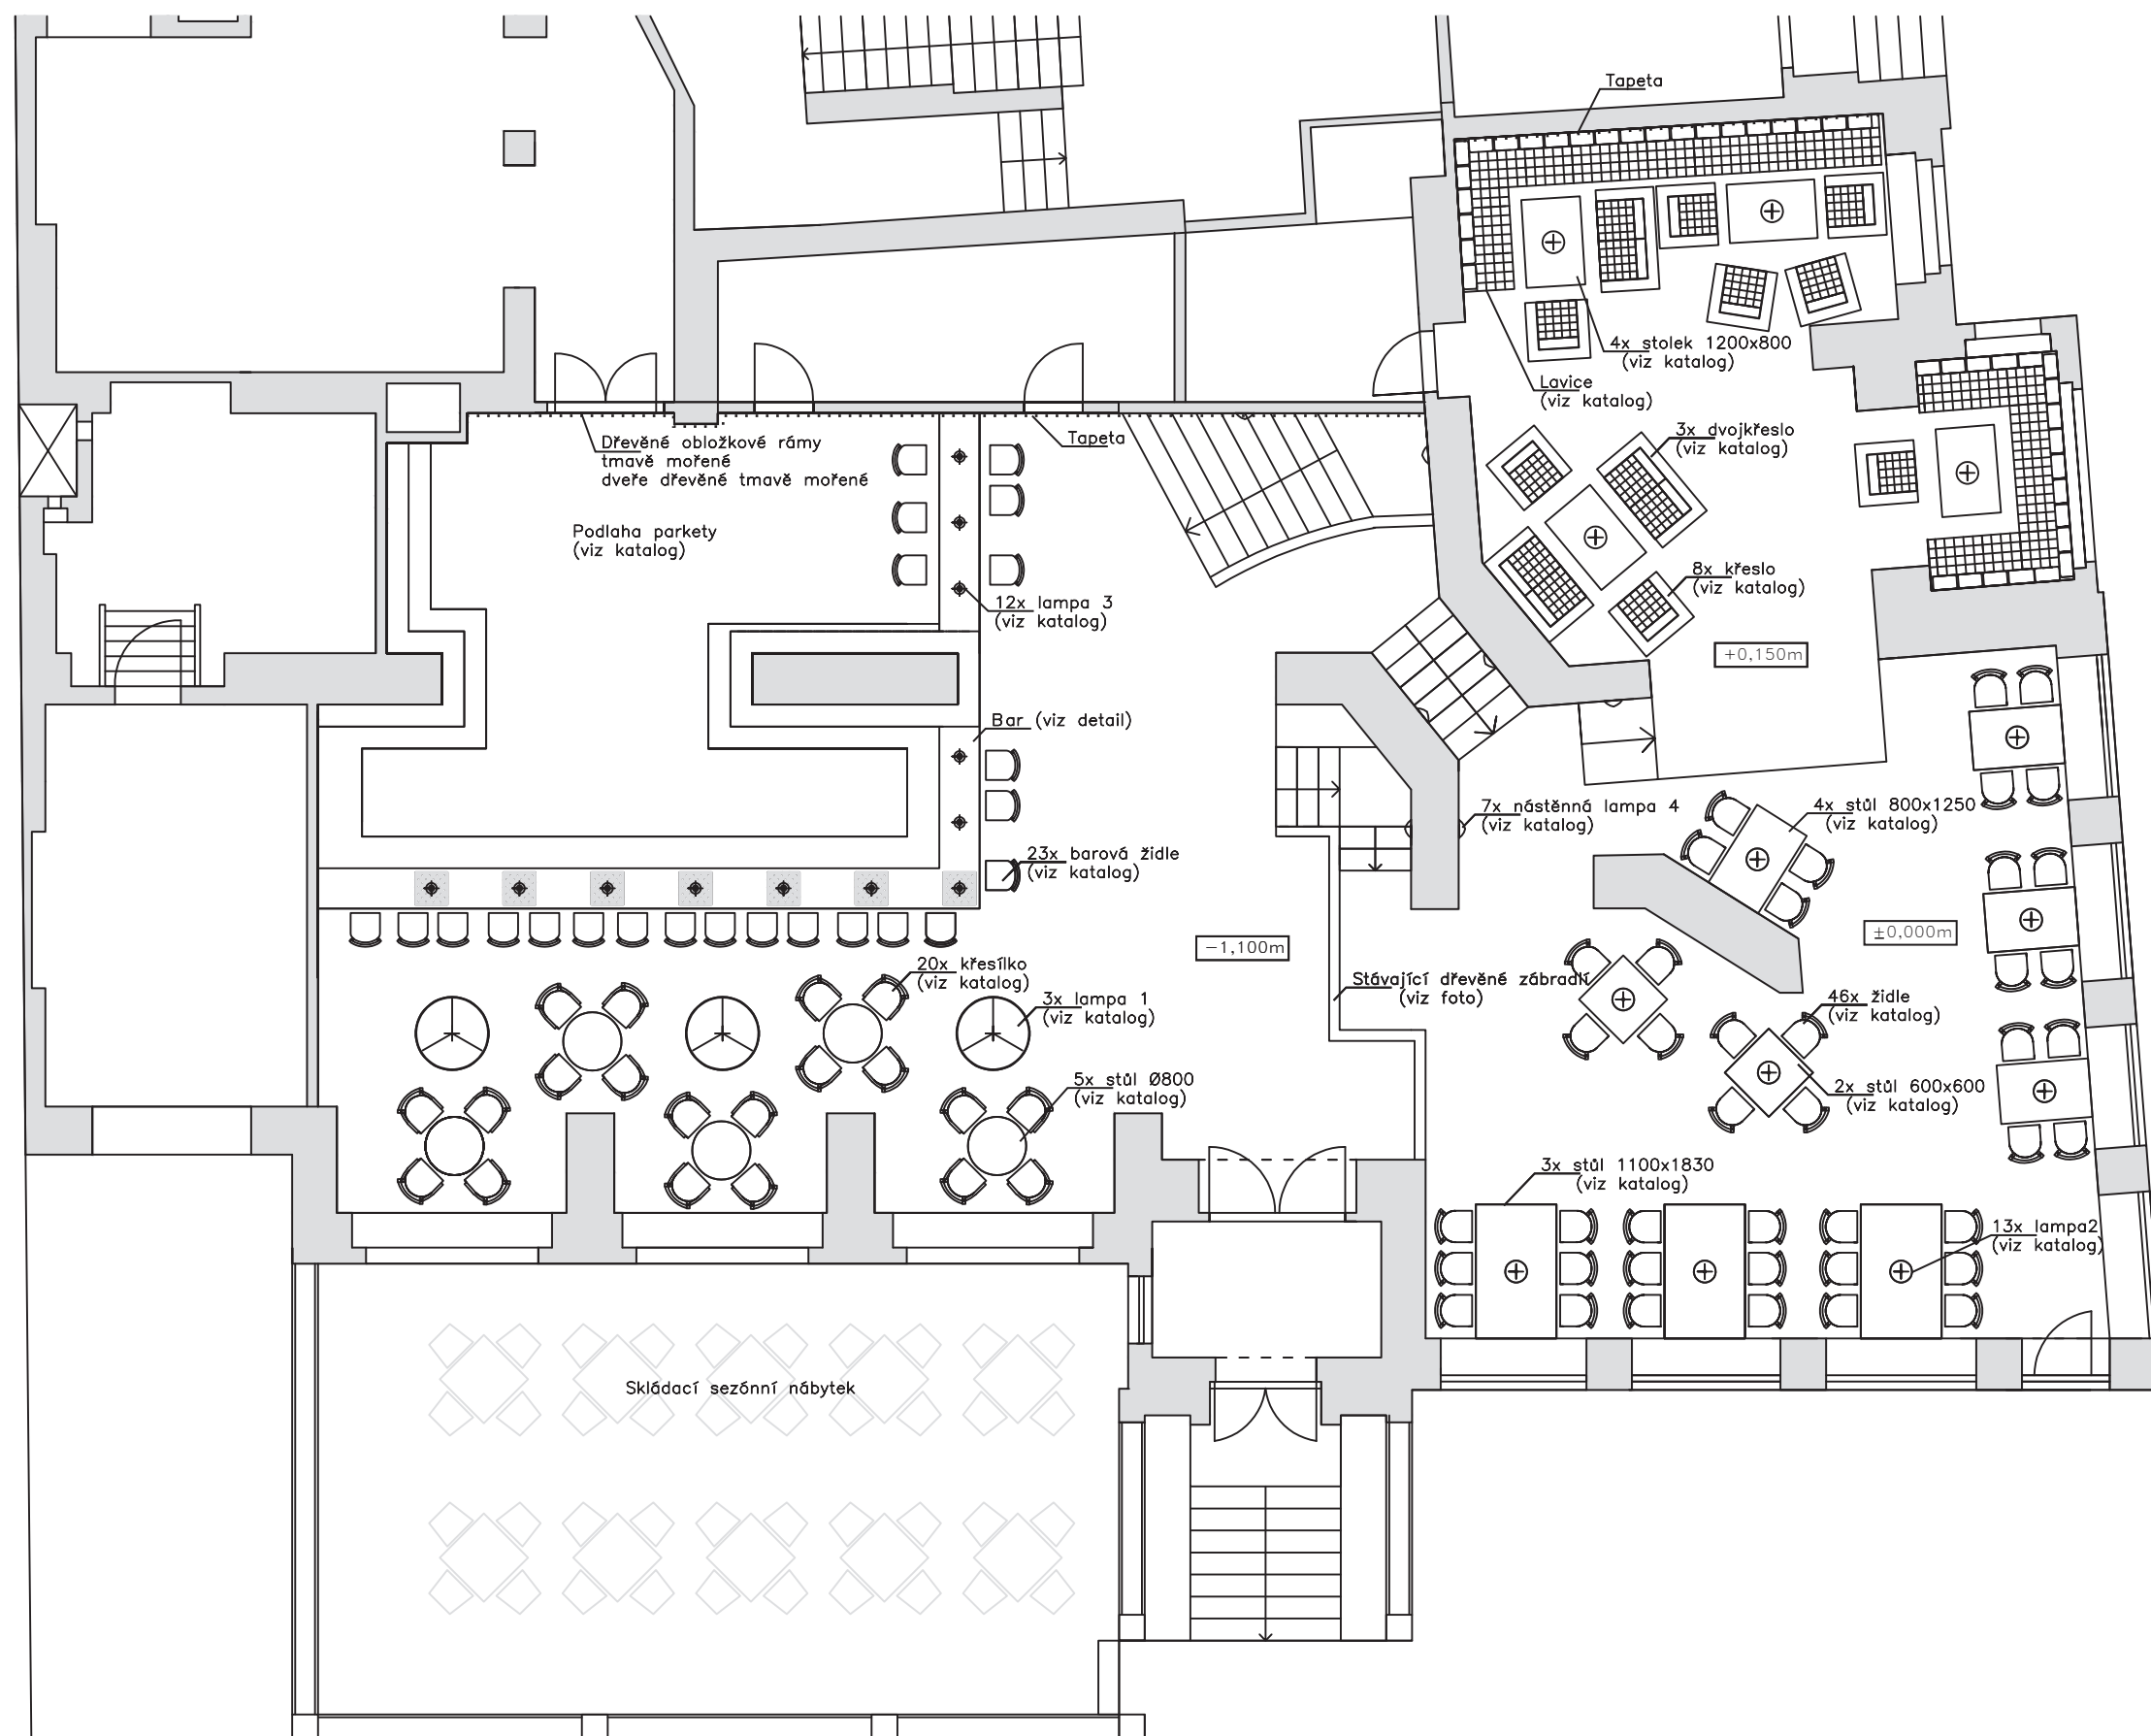 Tapeta
4x stolek 1200x800
(viz katalog)
Lavice
(viz katalog)
3x dvojkřeslo
(viz katalog)
8x křeslo
(viz katalog)
+0,150m
Dřevěné obložkové rámy
tmavě mořené
dveře dřevěné tmavě mořené
Tapeta
Podlaha parkety
(viz katalog)
12x lampa 3
(viz katalog)
Bar (viz detail)
7x nástěnná lampa 4
(viz katalog)
4x stůl 800x1250
(viz katalog)
23x barová židle
(viz katalog)
-1,100m
±0,000m
20x křesílko
(viz katalog)
3x lampa 1
(viz katalog)
Stávající dřevěné zábradlí
(viz foto)
46x židle
(viz katalog)
5x stůl Ø800
(viz katalog)
2x stůl 600x600
(viz katalog)
3x stůl 1100x1830
(viz katalog)
13x lampa2
(viz katalog)
Skládací sezónní nábytek